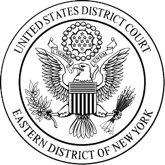 UNITED STATES DISTRICT COURT
EASTERN DISTRICT OF NEW YORK